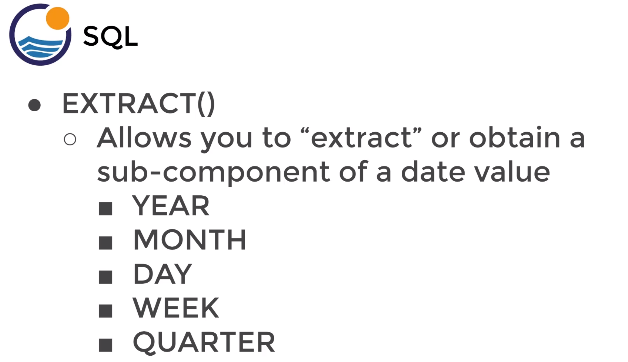 SQL
● EXTRACT()
○ Allows you to “extract” or obtain a
sub-component of a date value
■ YEAR
■ MONTH
■ DAY
■ WEEK
■ QUARTER